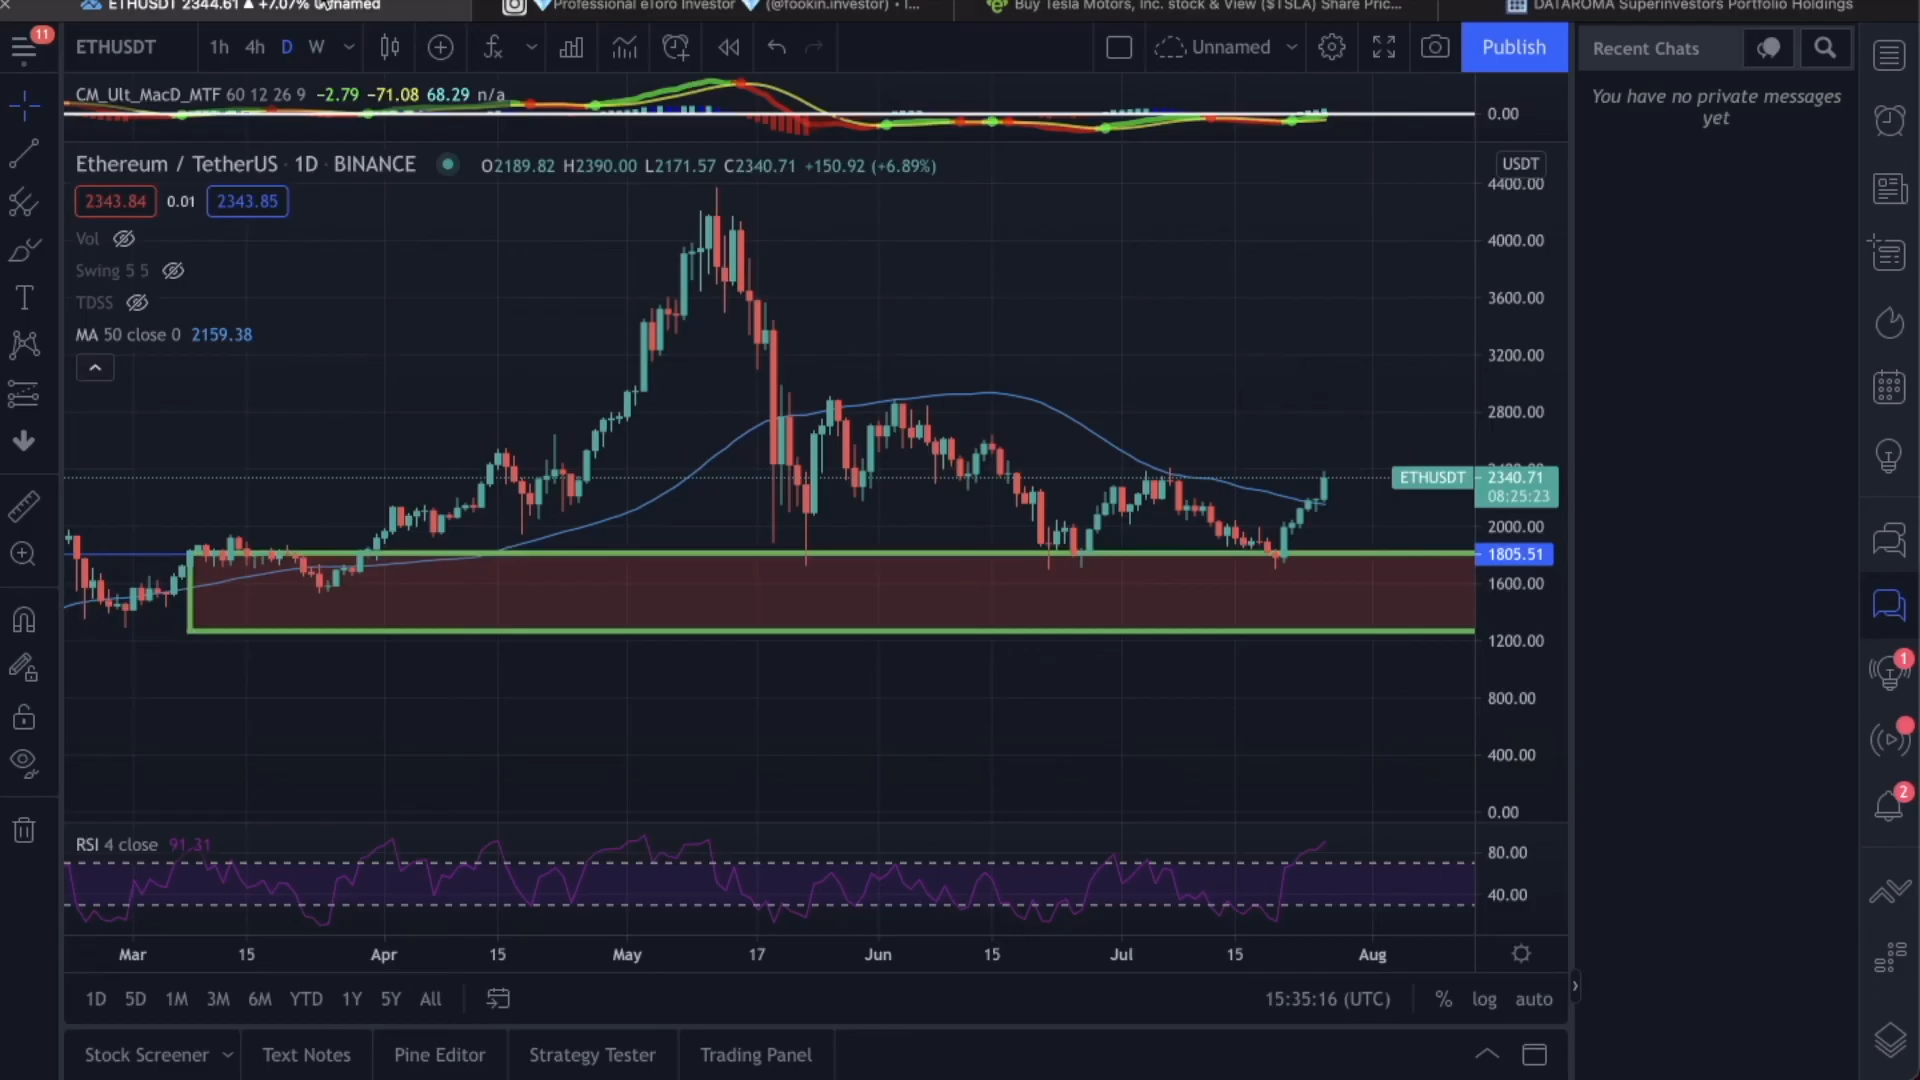 ETHUSDT 2344.61 ▲ +7.07% Unnamed
Professional eToro Investor 💎 (@fookin.investor) • I...
Buy Tesla Motors, Inc. stock & View ($TSLA) Share Pric...
DATAROMA Superinvestors Portfolio Holdings
11
ETHUSDT
1h 4h D W
Unnamed
Publish
Recent Chats
You have no private messages
yet
CM_Ult_MacD_MTF 60 12 26 9 −2.79 −71.08 68.29 n/a
0.00
Ethereum / TetherUS · 1D · BINANCE
O2189.82 H2390.00 L2171.57 C2340.71 +150.92 (+6.89%)
USDT
2343.84 0.01 2343.85
Vol
Swing 5 5
TDSS
MA 50 close 0 2159.38
4400.00
4000.00
3600.00
3200.00
2800.00
ETHUSDT 2340.71
08:25:23
2000.00
1805.51
1600.00
1200.00
800.00
400.00
0.00
RSI 4 close 91.31
80.00
40.00
Mar 15 Apr 15 May 17 Jun 15 Jul 15 Aug
1D 5D 1M 3M 6M YTD 1Y 5Y All
15:35:16 (UTC) % log auto
Stock Screener Text Notes Pine Editor Strategy Tester Trading Panel
1
2